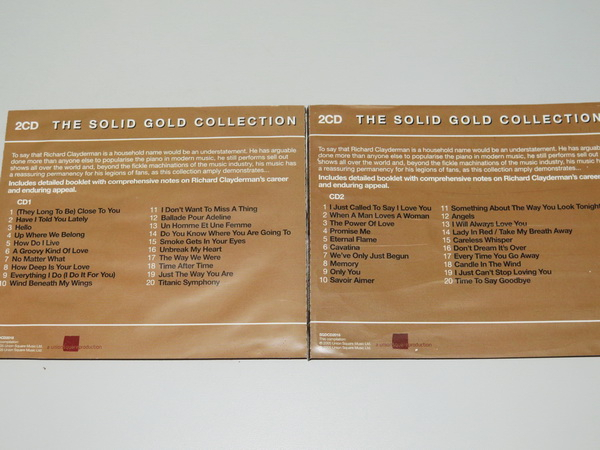 2CD THE SOLID GOLD COLLECTION
To say that Richard Clayderman is a household name would be an understatement. He has arguable
done more than anyone else to popularise the piano in modern music, he still performs sell out
shows all over the world and, beyond the fickle machinations of the music industry, his music has
a reassuring permanency for his legions of fans, as this collection amply demonstrates...
Includes detailed booklet with comprehensive notes on Richard Clayderman's career
and enduring appeal.
CD1
1 (They Long To Be) Close To You
2 Have I Told You Lately
3 Hello
4 Up Where We Belong
5 How Do I Live
6 A Groovy Kind Of Love
7 No Matter What
8 How Deep Is Your Love
9 Everything I Do (I Do It For You)
10 Wind Beneath My Wings
11 I Don't Want To Miss A Thing
12 Ballade Pour Adeline
13 Un Homme Et Une Femme
14 Do You Know Where You Are Going To
15 Smoke Gets In Your Eyes
16 Unbreak My Heart
17 The Way We Were
18 Time After Time
19 Just The Way You Are
20 Titanic Symphony
2CD THE SOLID GOLD COLLECTION
To say that Richard Clayderman is a household name would be an understatement. He has arguab
done more than anyone else to popularise the piano in modern music, he still performs sell out
shows all over the world and, beyond the fickle machinations of the music industry, his music ha
a reassuring permanency for his legions of fans, as this collection amply demonstrates...
Includes detailed booklet with comprehensive notes on Richard Clayderman's caree
and enduring appeal.
CD2
1 I Just Called To Say I Love You
2 When A Man Loves A Woman
3 The Power Of Love
4 Promise Me
5 Eternal Flame
6 Cavatina
7 We've Only Just Begun
8 Memory
9 Only You
10 Savoir Aimer
11 Something About The Way You Look Tonight
12 Angels
13 I Will Always Love You
14 Lady In Red / Take My Breath Away
15 Careless Whisper
16 Don't Dream It's Over
17 Every Time You Go Away
18 Candle In The Wind
19 I Just Can't Stop Loving You
20 Time To Say Goodbye